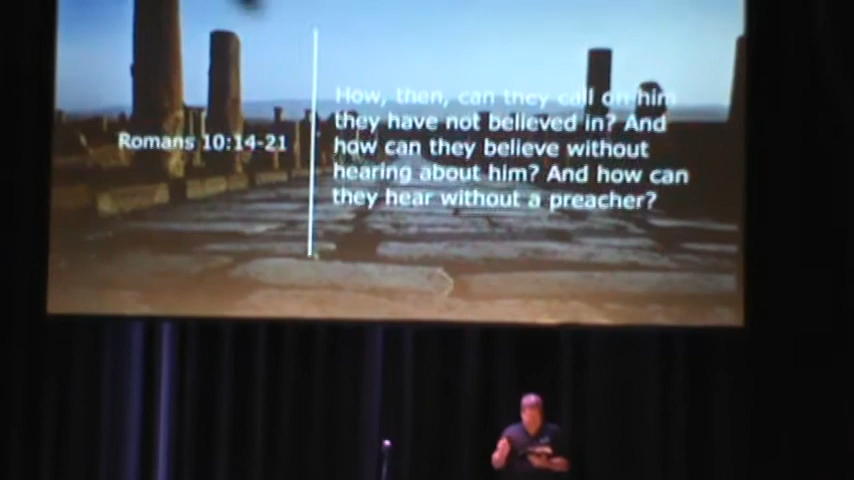 Romans 10:14-21
How, then, can they call on him
they have not believed in? And
how can they believe without
hearing about him? And how can
they hear without a preacher?